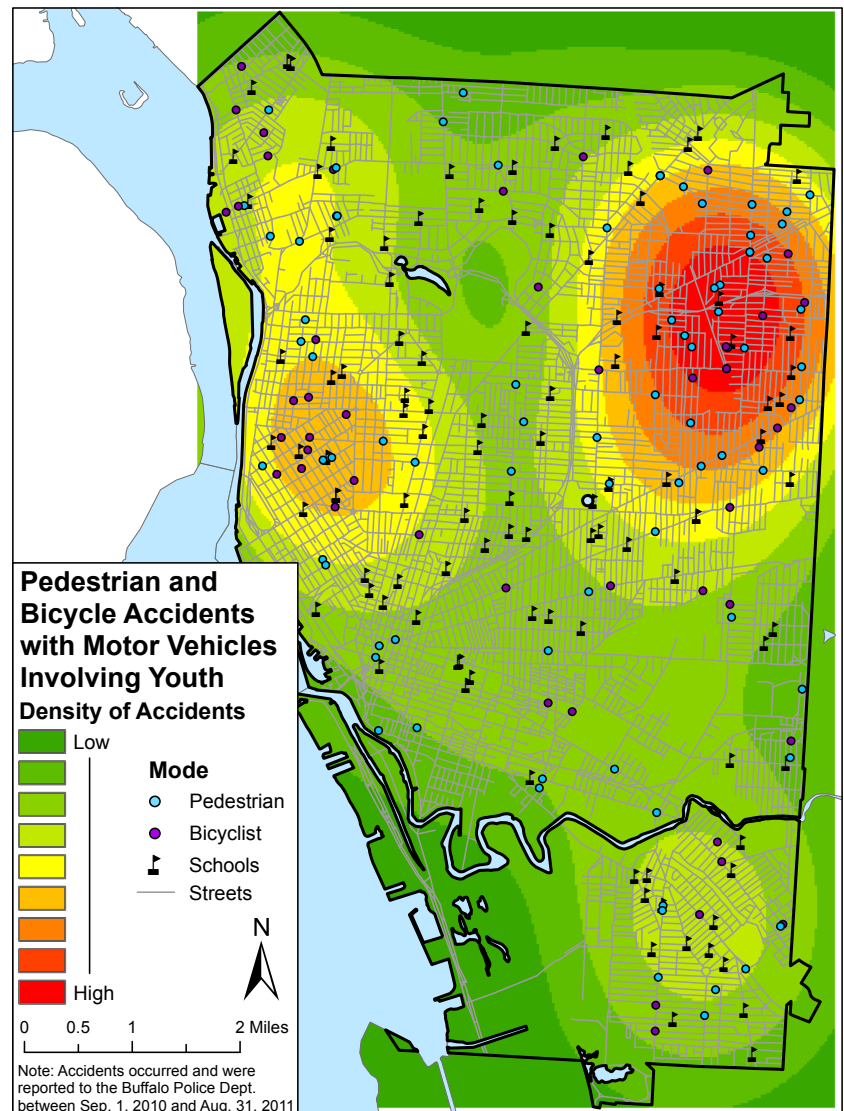 Pedestrian and
Bicycle Accidents
with Motor Vehicles
Involving Youth
Density of Accidents
Low
High
Mode
Pedestrian
Bicyclist
Schools
Streets
N
0 0.5 1 2 Miles
Note: Accidents occurred and were
reported to the Buffalo Police Dept.
between Sep. 1, 2010 and Aug. 31, 2011